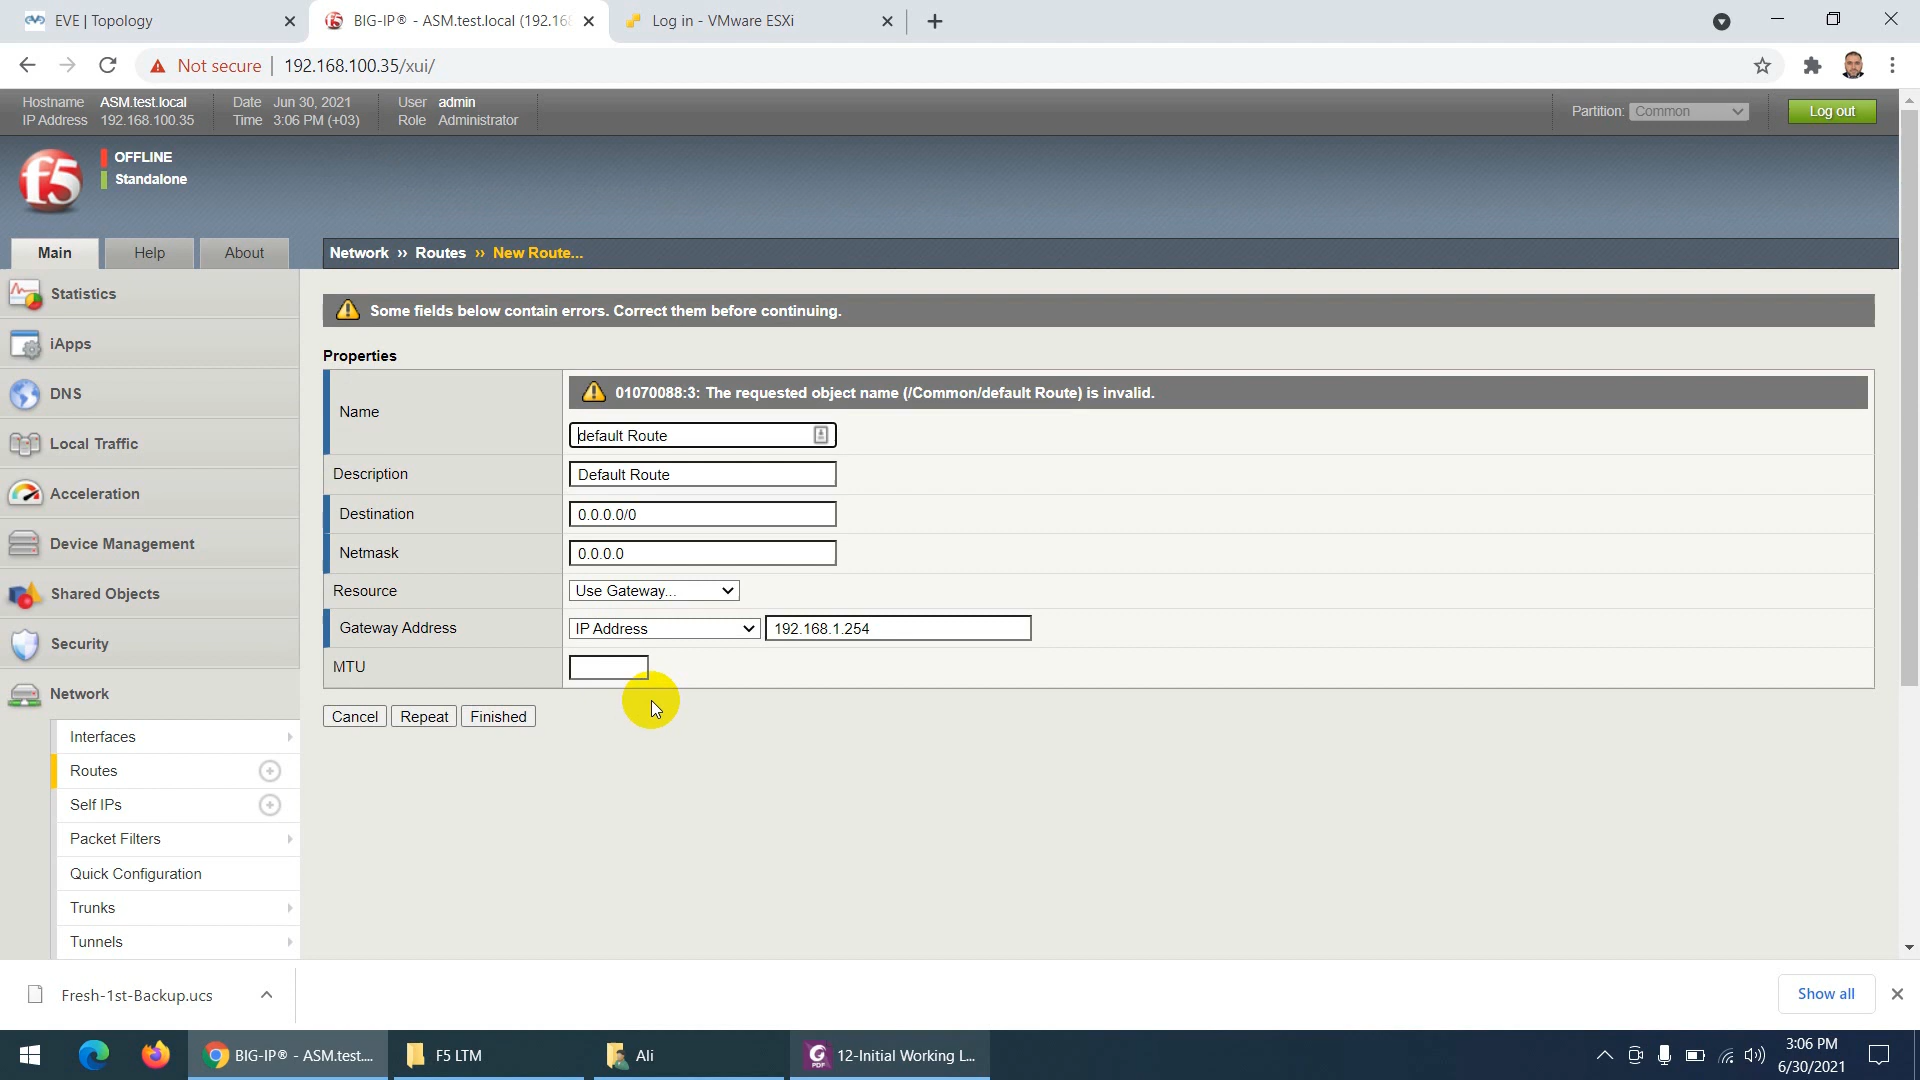 EVE | Topology
BIG-IP® - ASM.test.local (192.168
Log in - VMware ESXi
Not secure
192.168.100.35/xui/
Hostname ASM.test.local
IP Address 192.168.100.35
Date Jun 30, 2021
Time 3:06 PM (+03)
User admin
Role Administrator
Partition: Common
Log out
f5
OFFLINE
Standalone
Main
Help
About
Network ›› Routes ›› New Route...
Statistics
iApps
DNS
Local Traffic
Acceleration
Device Management
Shared Objects
Security
Network
Interfaces
Routes
Self IPs
Packet Filters
Quick Configuration
Trunks
Tunnels
Some fields below contain errors. Correct them before continuing.
Properties
Name
01070088:3: The requested object name (/Common/default Route) is invalid.
default Route
Description
Default Route
Destination
0.0.0.0/0
Netmask
0.0.0.0
Resource
Use Gateway...
Gateway Address
IP Address
192.168.1.254
MTU
Cancel
Repeat
Finished
Fresh-1st-Backup.ucs
Show all
BIG-IP® - ASM.test....
F5 LTM
Ali
PDF
12-Initial Working L...
3:06 PM
6/30/2021